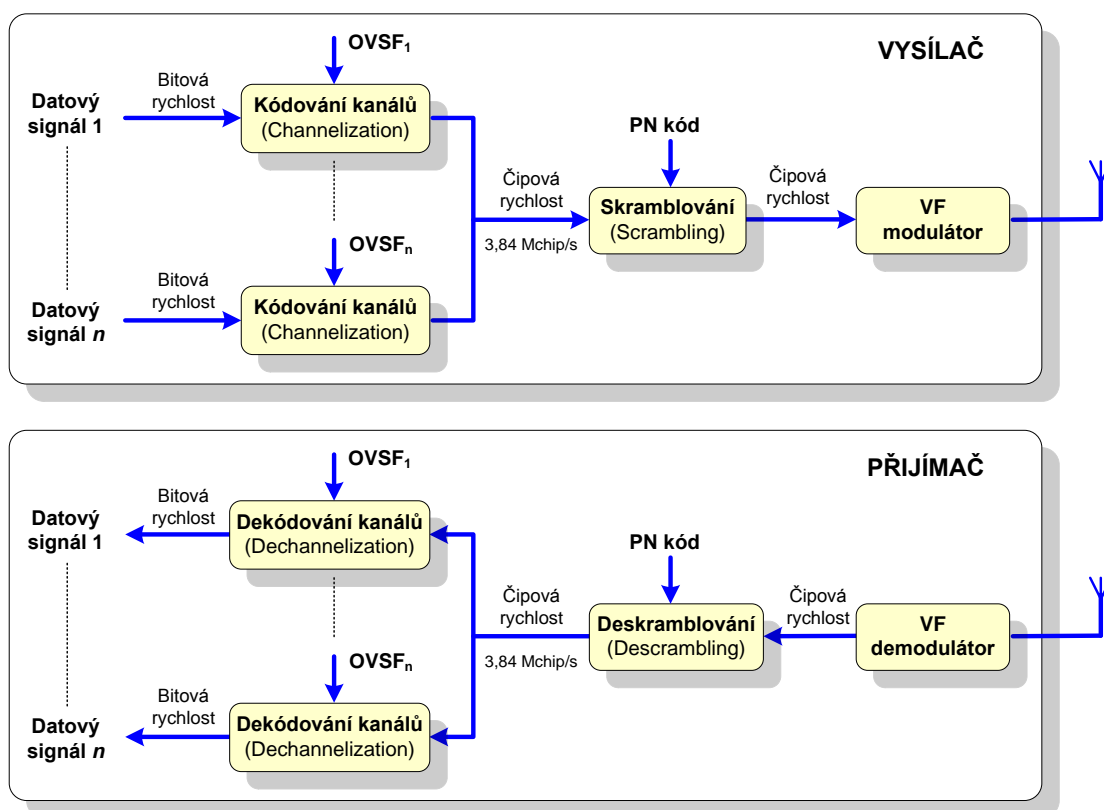 VYSÍLAČ
OVSF₁
Bitová
rychlost
Datový
signál 1
Kódování kanálů
(Channelization)
PN kód
Čipová
rychlost
3,84 Mchip/s
Skramblování
(Scrambling)
Čipová
rychlost
VF
modulátor
OVSFₙ
Bitová
rychlost
Datový
signál n
Kódování kanálů
(Channelization)
PŘIJÍMAČ
OVSF₁
Bitová
rychlost
Datový
signál 1
Dekódování kanálů
(Dechannelization)
PN kód
Čipová
rychlost
3,84 Mchip/s
Deskramblování
(Descrambling)
Čipová
rychlost
VF
demodulátor
OVSFₙ
Bitová
rychlost
Datový
signál n
Dekódování kanálů
(Dechannelization)